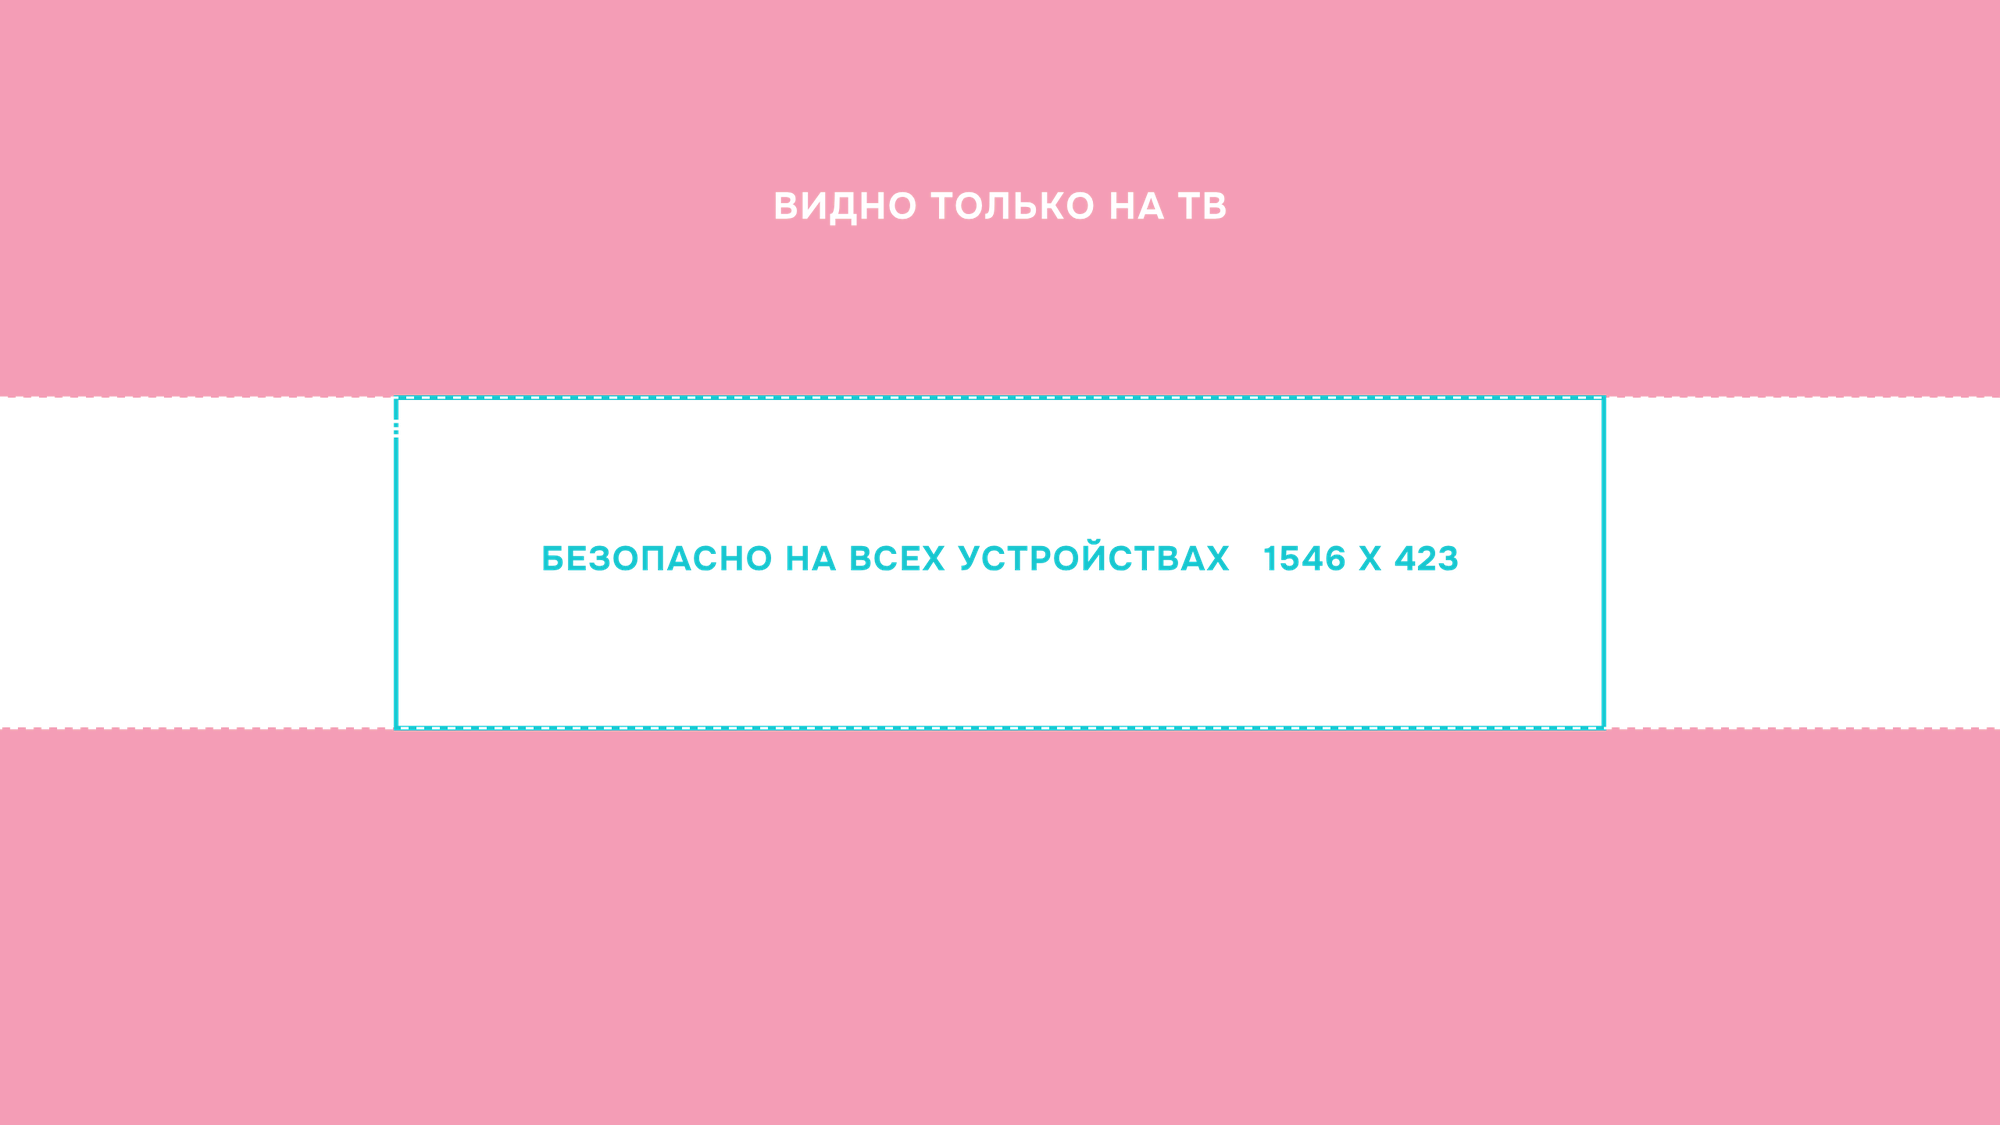 ВИДНО ТОЛЬКО НА ТВ
БЕЗОПАСНО НА ВСЕХ УСТРОЙСТВАХ 1546 X 423